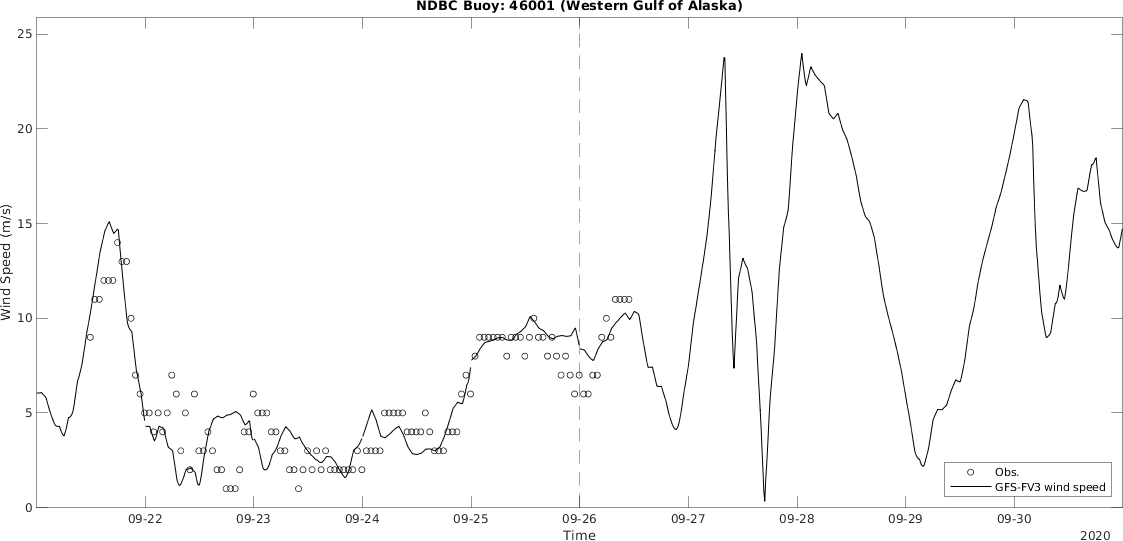 NDBC Buoy: 46001 (Western Gulf of Alaska)
25
20
15
10
5
0
Wind Speed (m/s)
09-22 09-23 09-24 09-25 09-26 09-27 09-28 09-29 09-30
Time
2020
Obs.
GFS-FV3 wind speed